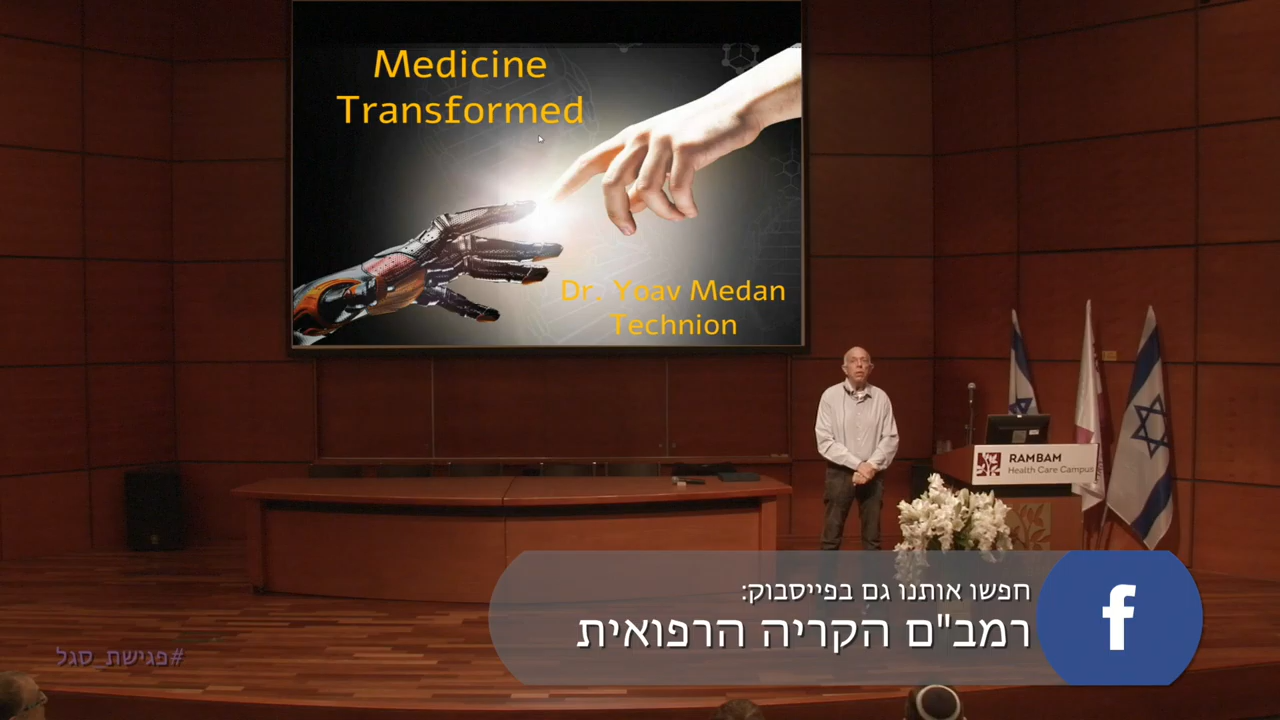 Medicine
Transformed
Dr. Yoav Medan
Technion
RAMBAM
Health Care Campus
חפשו אותנו גם בפייסבוק:
רמב"ם הקריה הרפואית
#פגישת_סגל
f